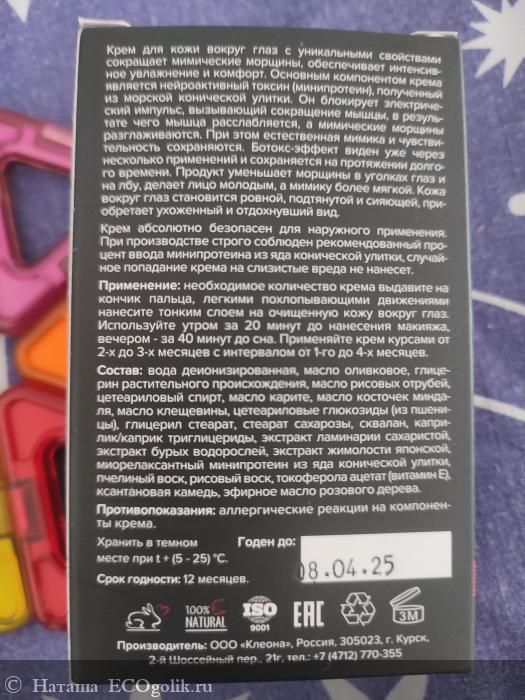 Крем для кожи вокруг глаз с уникальными свойствами
сокращает мимические морщины, обеспечивает интенсив-
ное увлажнение и комфорт. Основным компонентом крема
является нейроактивный токсин (минипротеин), полученный
из морской конической улитки. Он блокирует электриче-
ский импульс, вызывающий сокращение мышцы, в резуль-
тате чего мышца расслабляется, а мимические морщины
разглаживаются. При этом естественная мимика и чувстви-
тельность сохраняются. Ботокс-эффект виден уже через
несколько применений и сохраняется на протяжении долго-
го времени. Продукт уменьшает морщины в уголках глаз и
на лбу, делает лицо молодым, а мимику более мягкой. Кожа
вокруг глаз становится ровной, подтянутой и сияющей, при-
обретает ухоженный и отдохнувший вид.
Крем абсолютно безопасен для наружного применения.
При производстве строго соблюден рекомендованный про-
цент ввода минипротеина из яда конической улитки, случай-
ное попадание крема на слизистые вреда не нанесет.
Применение: необходимое количество крема выдавите на
кончик пальца, легкими похлопывающими движениями
нанесите тонким слоем на очищенную кожу вокруг глаз.
Используйте утром за 20 минут до нанесения макияжа,
вечером - за 40 минут до сна. Применяйте крем курсами от
2-х до 3-х месяцев с интервалом от 1-го до 4-х месяцев.
Состав: вода деионизированная, масло оливковое, глице-
рин растительного происхождения, масло рисовых отрубей,
цетеариловый спирт, масло карите, масло косточек минда-
ля, масло клещевины, цетеариловые глюкозиды (из пшени-
цы), глицерил стеарат, стеарат сахарозы, сквалан, каприл-
лик/каприк триглицериды, экстракт ламинарии сахаристой,
экстракт бурых водорослей, экстракт жимолости японской,
миорелаксантный минипротеин из яда конической улитки,
пчелиный воск, рисовый воск, токоферола ацетат (витамин Е),
ксантановая камедь, эфирное масло розового дерева.
Противопоказания: аллергические реакции на компонен-
ты крема.
Хранить в темном
месте при t + (5 - 25) °С.
Срок годности: 12 месяцев.
Годен до:
08.04.25
100%
NATURAL
ISO
9001
EAC
3М
Производитель: ООО «Клеона», Россия, 305023, г. Курск,
2-й Шоссейный пер., 21г, тел.: +7 (4712) 770-355
Наташа ECOgolik.ru